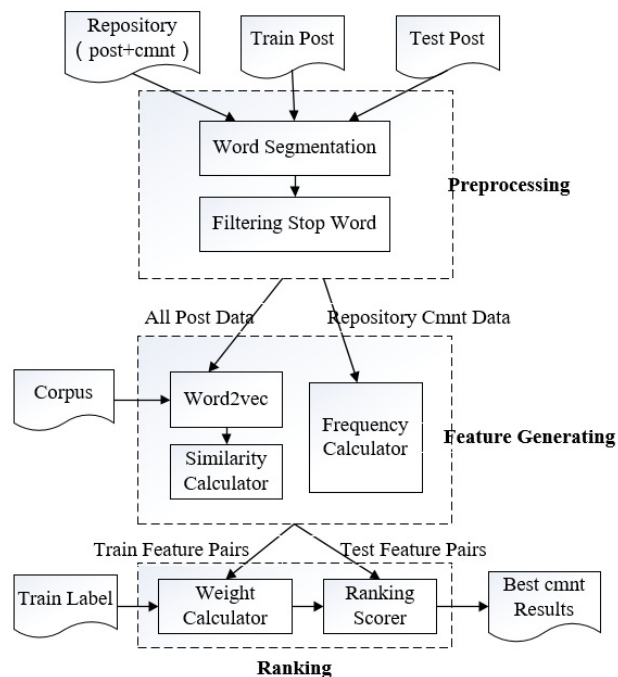 Repository
( post+cmnt )
Train Post
Test Post
Word Segmentation
Filtering Stop Word
Preprocessing
All Post Data
Repository Cmnt Data
Corpus
Word2vec
Similarity
Calculator
Frequency
Calculator
Feature Generating
Train Feature Pairs
Test Feature Pairs
Train Label
Weight
Calculator
Ranking
Scorer
Best cmnt
Results
Ranking